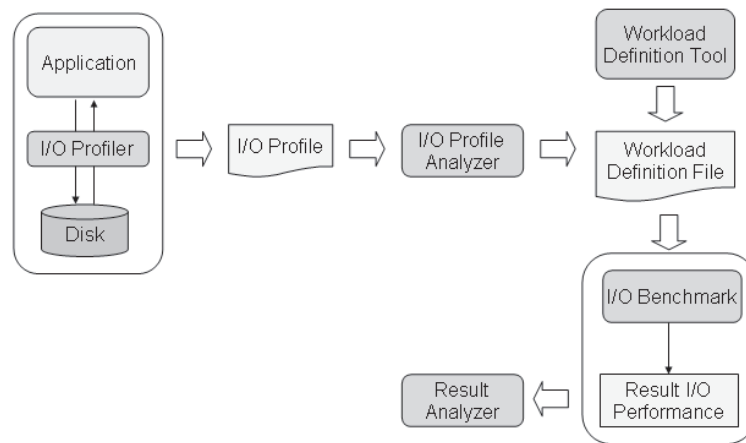 Application
I/O Profiler
Disk
I/O Profile
I/O Profile
Analyzer
Workload
Definition Tool
Workload
Definition File
I/O Benchmark
Result I/O
Performance
Result
Analyzer